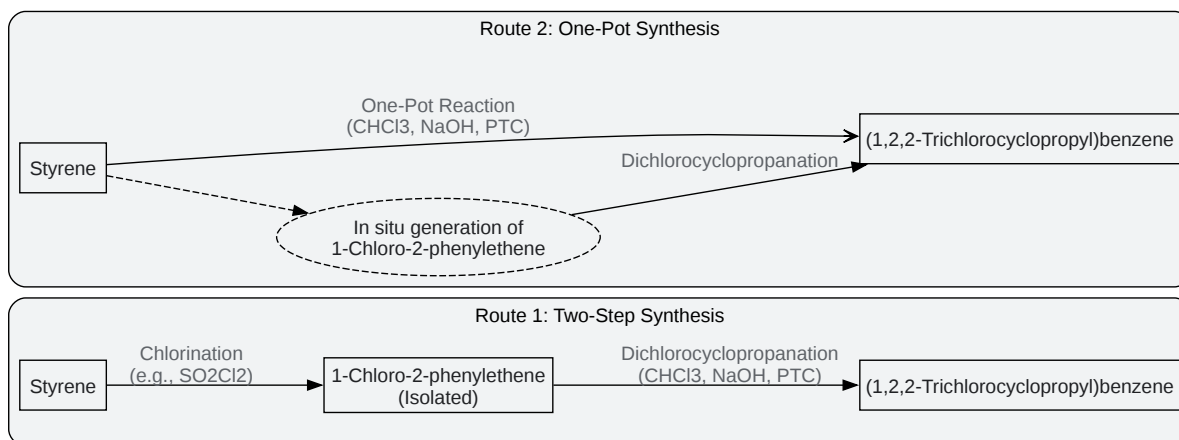 Route 2: One-Pot Synthesis
One-Pot Reaction
(CHCl3, NaOH, PTC)
(1,2,2-Trichlorocyclopropyl)benzene
Styrene
Dichlorocyclopropanation
In situ generation of
1-Chloro-2-phenylethene
Route 1: Two-Step Synthesis
Styrene
Chlorination
(e.g., SO2Cl2)
1-Chloro-2-phenylethene
(Isolated)
Dichlorocyclopropanation
(CHCl3, NaOH, PTC)
(1,2,2-Trichlorocyclopropyl)benzene